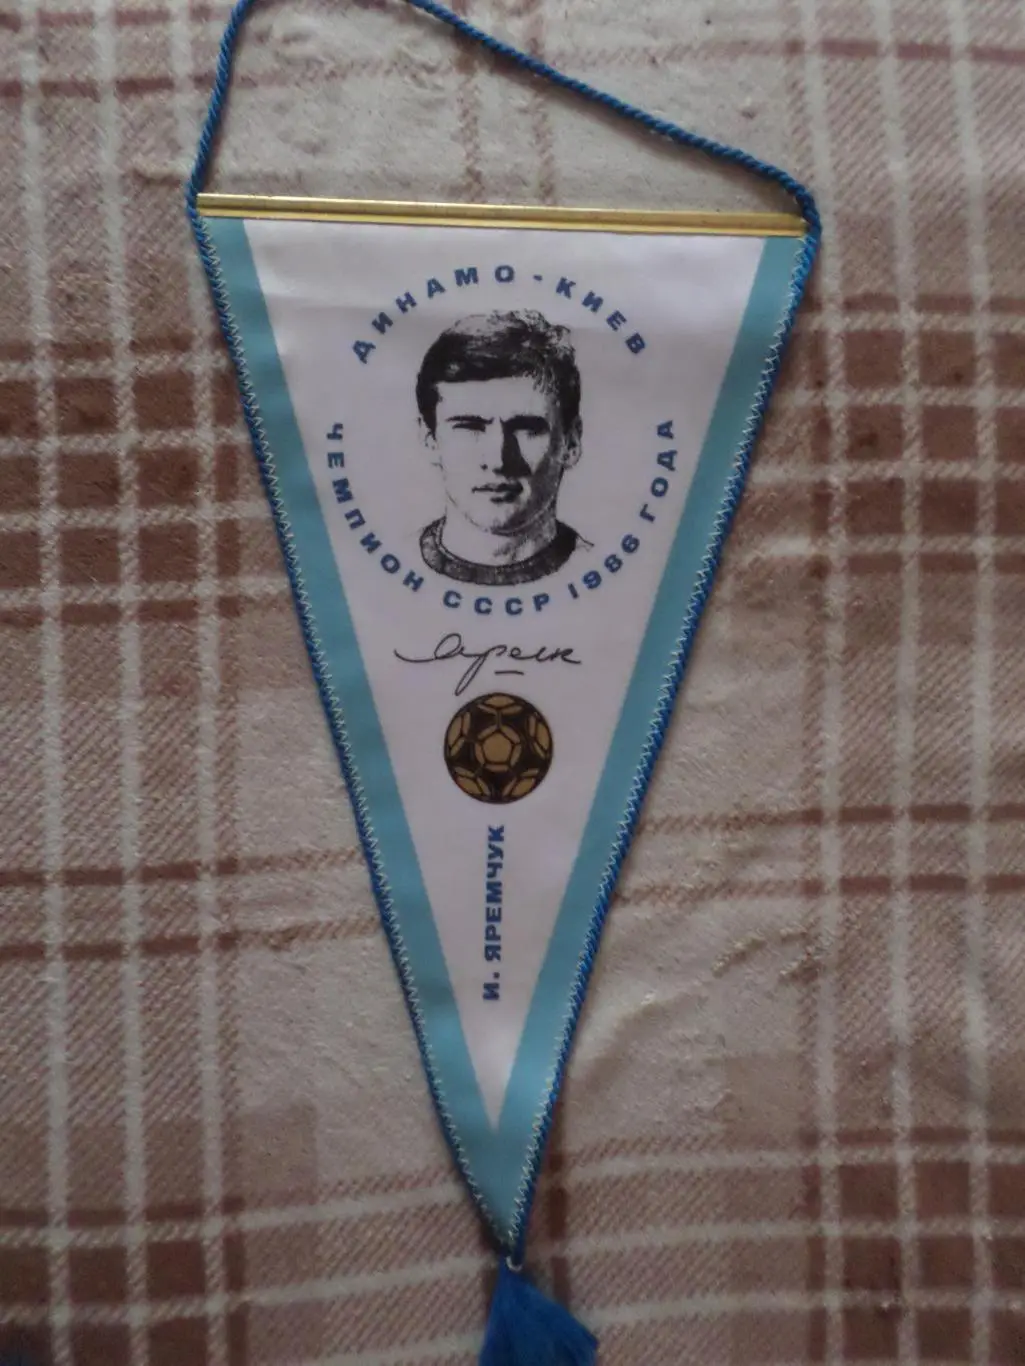 ДИНАМО - КИЕВ
ЧЕМПИОН СССР 1986 ГОДА
И. ЯРЕМЧУК